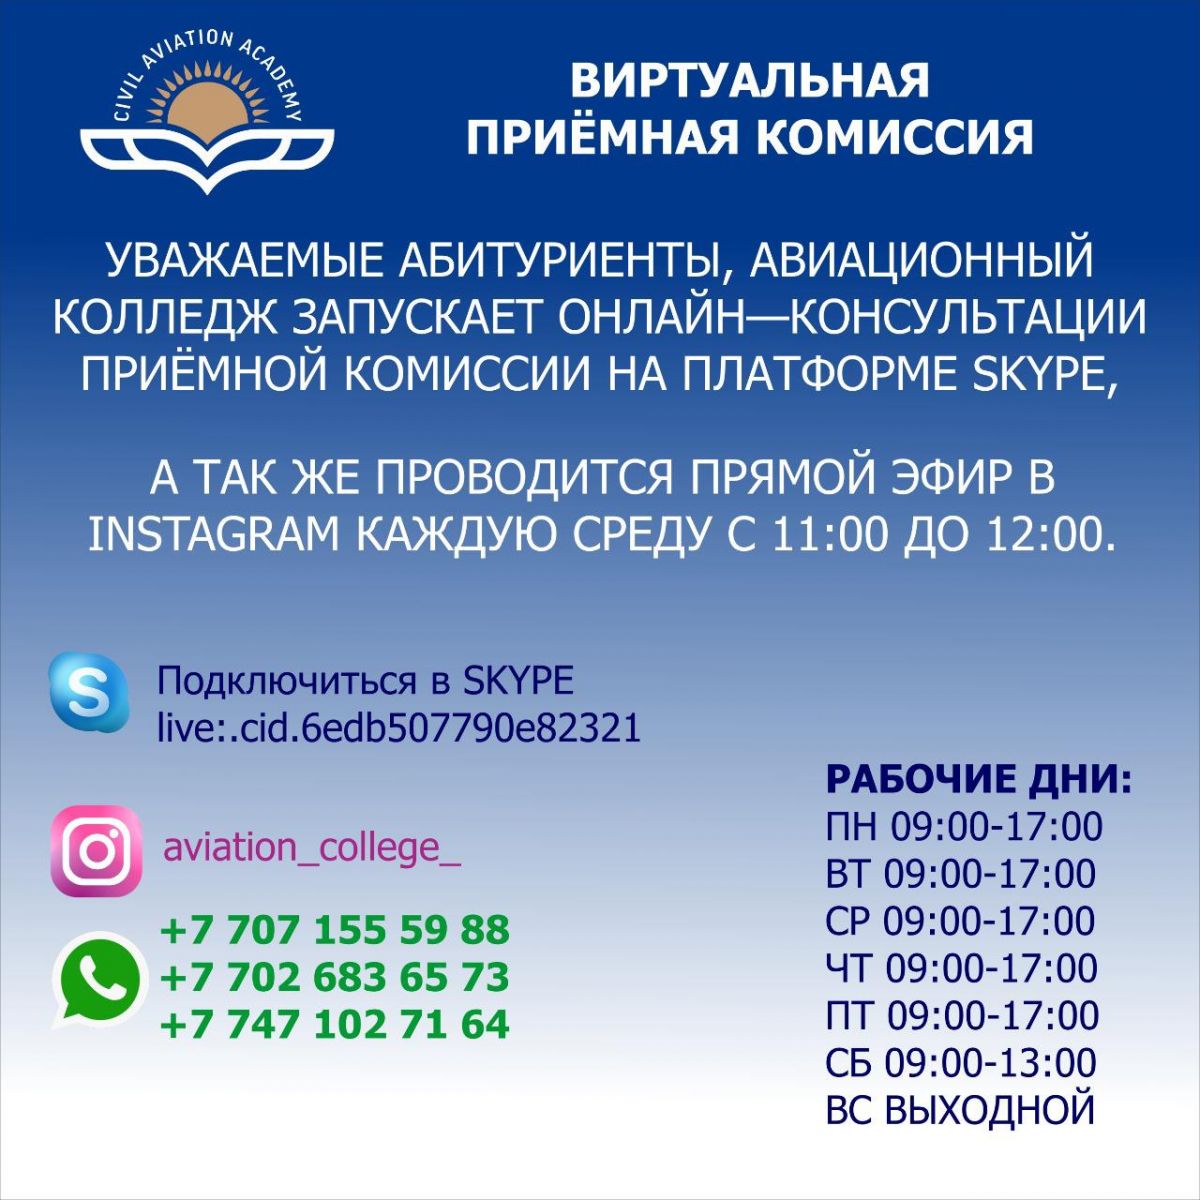 CIVIL AVIATION ACADEMY
ВИРТУАЛЬНАЯ
ПРИЁМНАЯ КОМИССИЯ
УВАЖАЕМЫЕ АБИТУРИЕНТЫ, АВИАЦИОННЫЙ
КОЛЛЕДЖ ЗАПУСКАЕТ ОНЛАЙН—КОНСУЛЬТАЦИИ
ПРИЁМНОЙ КОМИССИИ НА ПЛАТФОРМЕ SKYPE,
А ТАК ЖЕ ПРОВОДИТСЯ ПРЯМОЙ ЭФИР В
INSTAGRAM КАЖДУЮ СРЕДУ С 11:00 ДО 12:00.
S
Подключиться в SKYPE
live:.cid.6edb507790e82321
aviation_college_
+7 707 155 59 88
+7 702 683 65 73
+7 747 102 71 64
РАБОЧИЕ ДНИ:
ПН 09:00-17:00
ВТ 09:00-17:00
СР 09:00-17:00
ЧТ 09:00-17:00
ПТ 09:00-17:00
СБ 09:00-13:00
ВС ВЫХОДНОЙ